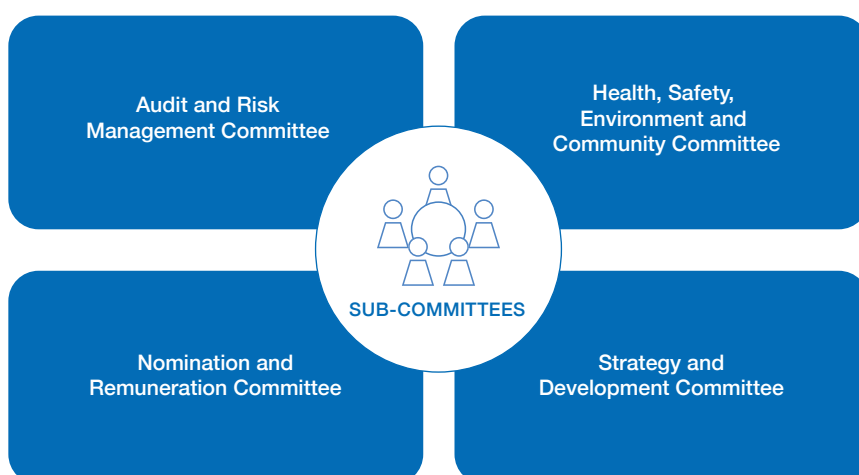 Audit and Risk
Management Committee
Health, Safety,
Environment and
Community Committee
SUB-COMMITTEES
Nomination and
Remuneration Committee
Strategy and
Development Committee